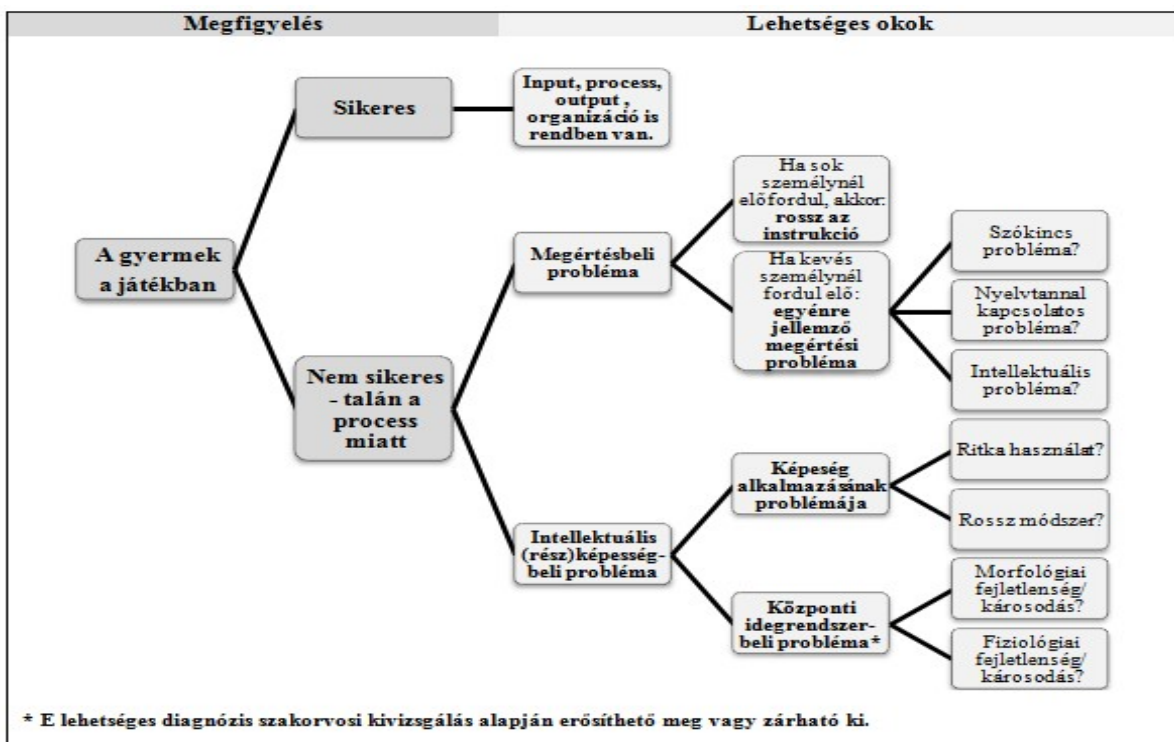 Megfigyelés
Lehetséges okok
A gyermek
a játékban
Sikeres
Input, process,
output ,
organizáció is
rendben van.
Nem sikeres
- talán a
process
miatt
Megértésbeli
probléma
Ha sok
személynél
előfordul, akkor:
rossz az
instrukció
Ha kevés
személynél
fordul elő:
egyénre
jellemző
megértési
probléma
Szókincs
probléma?
Nyelvtannal
kapcsolatos
probléma?
Intellektuális
probléma?
Intellektuális
(rész)képesség-
beli probléma
Képeség
alkalmazásának
problémája
Ritka használat?
Rossz módszer?
Központi
idegrendszer-
beli probléma*
Morfológiai
fejletlenség/
károsodás?
Fiziológiai
fejletlenség/
károsodás?
* E lehetséges diagnózis szakorvosi kivizsgálás alapján erősíthető meg vagy zárható ki.